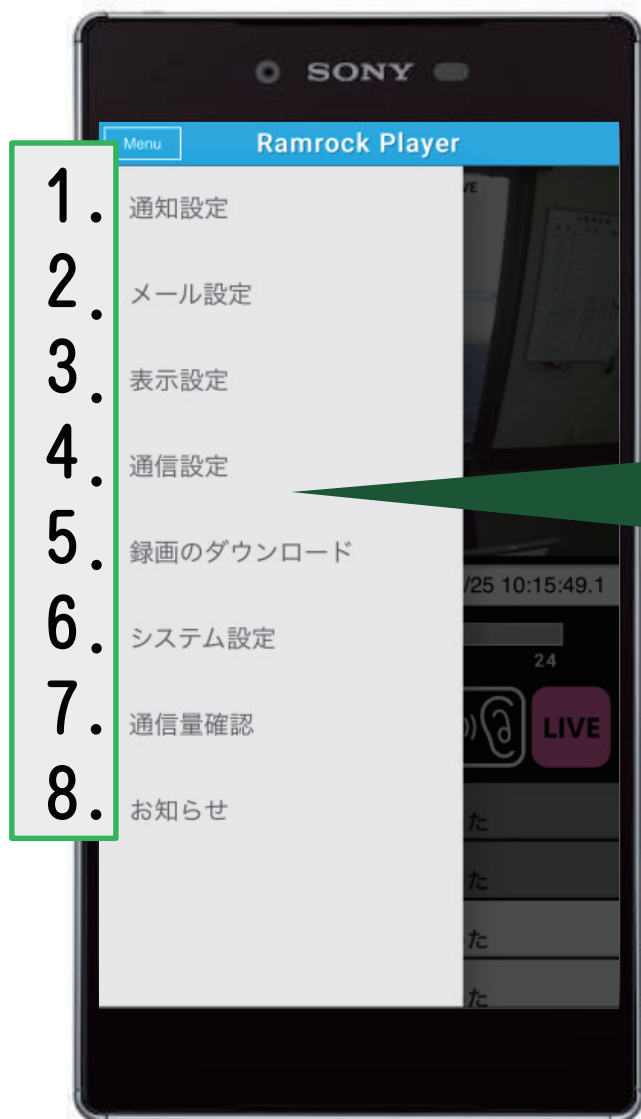 SONY
Menu
Ramrock Player
1. 通知設定
2. メール設定
3. 表示設定
4. 通信設定
5. 録画のダウンロード
6. システム設定
7. 通信量確認
8. お知らせ
VE
/25 10:15:49.1
24
LIVE
た
た
た
た